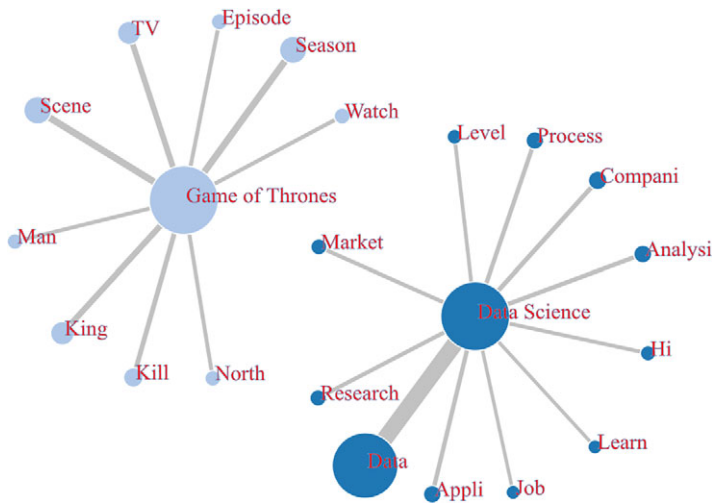 TV
Episode
Season
Scene
Watch
Game of Thrones
Man
King
Kill
North
Level
Process
Compani
Market
Analysi
Data Science
Hi
Research
Learn
Data
Appli
Job